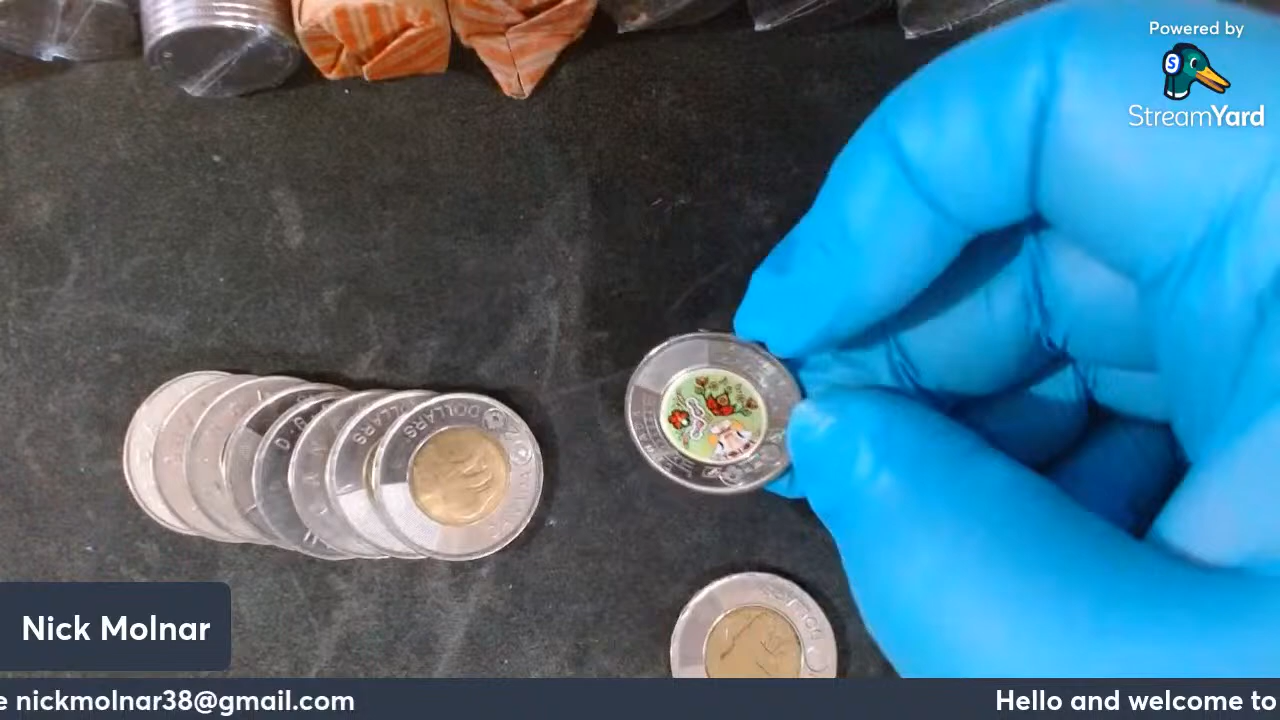 Powered by
StreamYard
DOLLARS
Nick Molnar
e nickmolnar38@gmail.com
Hello and welcome to